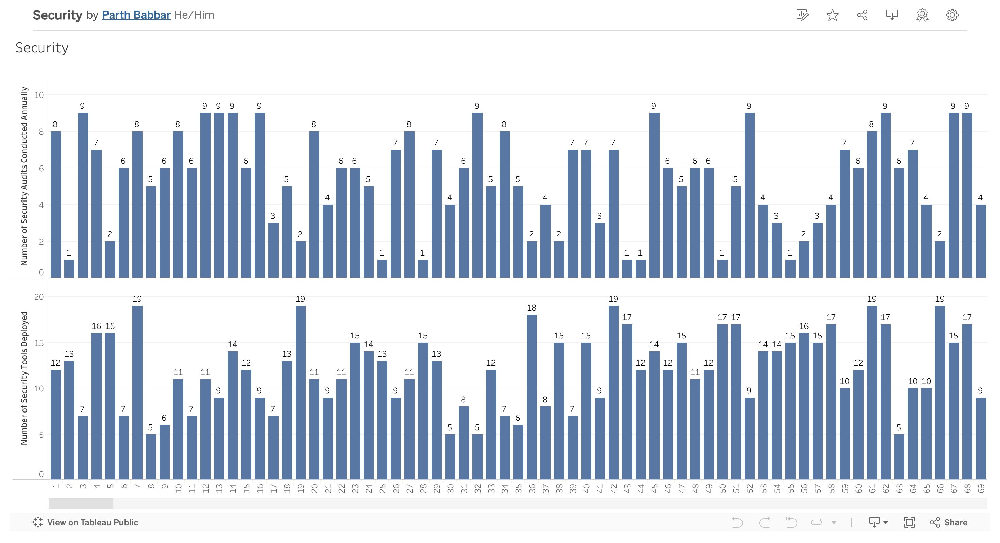 Security by Parth Babbar He/Him
Security
Number of Security Audits Conducted Annually
10
8
6
4
2
0
8 1 9 7 2 6 8 5 6 8 6 9 9 9 6 9 3 5 2 8 4 6 6 5 1 7 8 1 7 4 6 9 5 8 5 2 4 2 7 7 3 7 1 1 9 6 5 6 6 1 5 9 4 3 1 2 3 4 7 6 8 9 6 7 4 2 9 9 4
Number of Security Tools Deployed
20
15
10
5
0
12 13 7 16 16 7 19 5 6 11 7 11 9 14 12 9 7 13 19 11 9 11 15 14 13 9 11 15 13 5 8 5 12 7 6 18 8 15 7 15 9 19 17 12 14 12 15 11 12 17 17 9 14 14 15 16 15 17 10 12 19 17 5 10 10 19 15 17 9
1 2 3 4 5 6 7 8 9 10 11 12 13 14 15 16 17 18 19 20 21 22 23 24 25 26 27 28 29 30 31 32 33 34 35 36 37 38 39 40 41 42 43 44 45 46 47 48 49 50 51 52 53 54 55 56 57 58 59 60 61 62 63 64 65 66 67 68 69
View on Tableau Public
Share